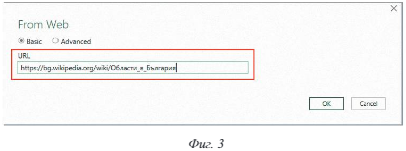 From Web
Basic Advanced
URL
https://bg.wikipedia.org/wiki/Области_в_България
OK Cancel
Фиг. 3